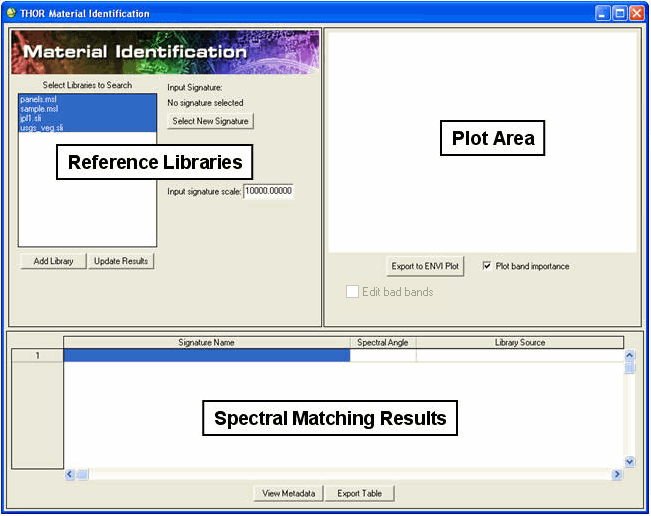 THOR Material Identification
Material Identification
Select Libraries to Search
panels.msl
sample.msl
jpl1.sli
usgs_veg.sli
Reference Libraries
Add Library
Update Results
Input Signature:
No signature selected
Select New Signature
Input signature scale:
10000.00000
Plot Area
Export to ENVI Plot
Plot band importance
Edit bad bands
Signature Name
Spectral Angle
Library Source
1
Spectral Matching Results
View Metadata
Export Table